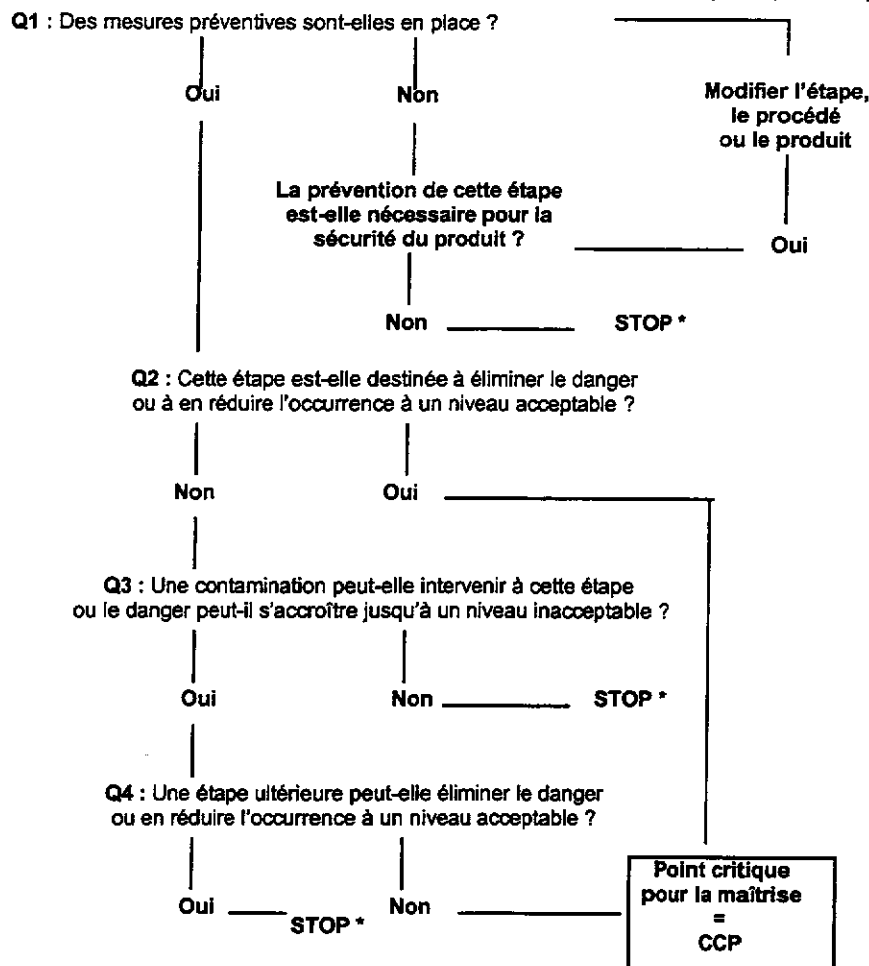 Q1 : Des mesures préventives sont-elles en place ?
Oui
Non
Modifier l'étape,
le procédé
ou le produit
La prévention de cette étape
est-elle nécessaire pour la
sécurité du produit ?
Oui
Non
STOP *
Q2 : Cette étape est-elle destinée à éliminer le danger
ou à en réduire l'occurrence à un niveau acceptable ?
Non
Oui
Q3 : Une contamination peut-elle intervenir à cette étape
ou le danger peut-il s'accroître jusqu'à un niveau inacceptable ?
Oui
Non
STOP *
Q4 : Une étape ultérieure peut-elle éliminer le danger
ou en réduire l'occurrence à un niveau acceptable ?
Oui
STOP *
Non
Point critique
pour la maîtrise
=
CCP